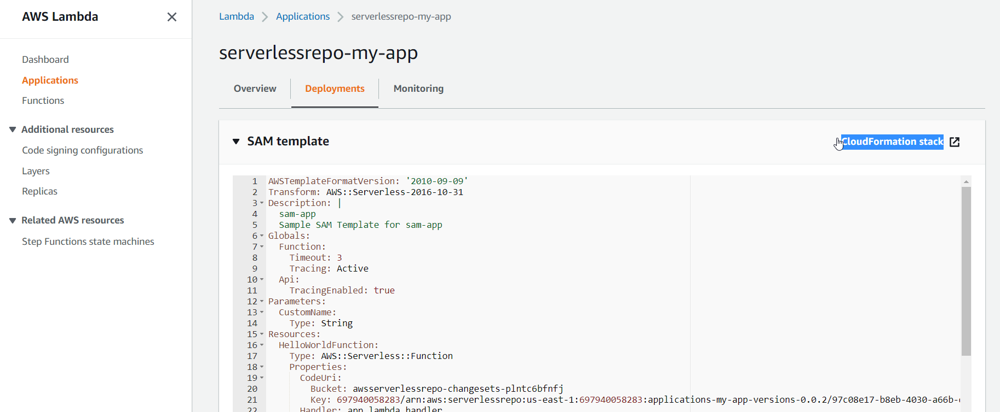 AWS Lambda
Dashboard
Applications
Functions
Additional resources
Code signing configurations
Layers
Replicas
Related AWS resources
Step Functions state machines
Lambda > Applications > serverlessrepo-my-app
serverlessrepo-my-app
Overview Deployments Monitoring
SAM template CloudFormation stack
1 AWSTemplateFormatVersion: '2010-09-09'
2 Transform: AWS::Serverless-2016-10-31
3 Description: |
4 sam-app
5 Sample SAM Template for sam-app
6 Globals:
7 Function:
8 Timeout: 3
9 Tracing: Active
10 Api:
11 TracingEnabled: true
12 Parameters:
13 CustomName:
14 Type: String
15 Resources:
16 HelloWorldFunction:
17 Type: AWS::Serverless::Function
18 Properties:
19 CodeUri:
20 Bucket: awsserverlessrepo-changesets-plntc6bfnfj
21 Key: 697940058283/arn:aws:serverlessrepo:us-east-1:697940058283:applications-my-app-versions-0.0.2/97c08e17-b8eb-4030-a66b-
22 Handler: app.lambda_handler